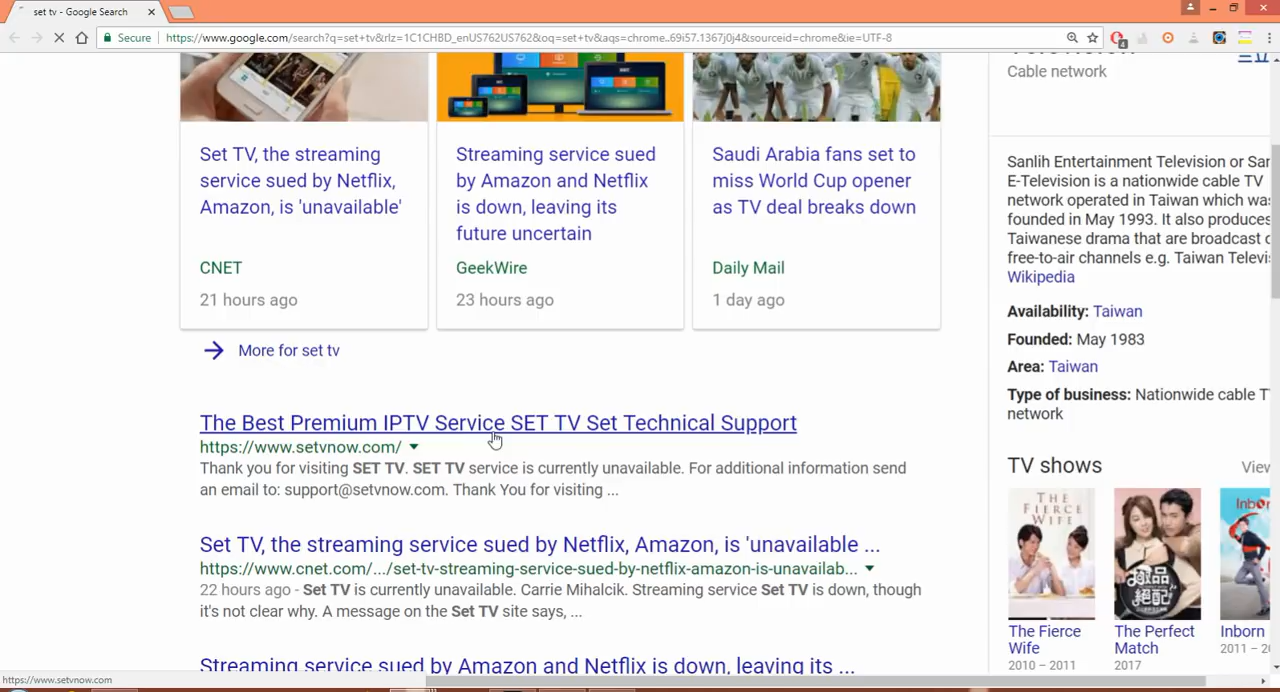 set tv - Google Search
Secure https://www.google.com/search?q=set+tv&rlz=1C1CHBD_enUS762US762&oq=set+tv&aqs=chrome..69i57.1367j0j4&sourceid=chrome&ie=UTF-8
4
Set TV, the streaming
service sued by Netflix,
Amazon, is 'unavailable'
CNET
21 hours ago
Streaming service sued
by Amazon and Netflix
is down, leaving its
future uncertain
GeekWire
23 hours ago
Saudi Arabia fans set to
miss World Cup opener
as TV deal breaks down
Daily Mail
1 day ago
More for set tv
The Best Premium IPTV Service SET TV Set Technical Support
https://www.setvnow.com/
Thank you for visiting SET TV. SET TV service is currently unavailable. For additional information send
an email to: support@setvnow.com. Thank You for visiting ...
Set TV, the streaming service sued by Netflix, Amazon, is 'unavailable ...
https://www.cnet.com/.../set-tv-streaming-service-sued-by-netflix-amazon-is-unavailab...
22 hours ago - Set TV is currently unavailable. Carrie Mihalcik. Streaming service Set TV is down, though
it's not clear why. A message on the Set TV site says, ...
Streaming service sued by Amazon and Netflix is down, leaving its ...
Cable network
Sanlih Entertainment Television or San
E-Television is a nationwide cable TV
network operated in Taiwan which was
founded in May 1993. It also produces
Taiwanese drama that are broadcast o
free-to-air channels e.g. Taiwan Televi
Wikipedia
Availability: Taiwan
Founded: May 1983
Area: Taiwan
Type of business: Nationwide cable T
network
TV shows
View
THE
FIERCE
WIFE
極品
絕配
Inbor
The Fierce
Wife
2010 – 2011
The Perfect
Match
2017
Inborn
2011 – 2
https://www.setvnow.com